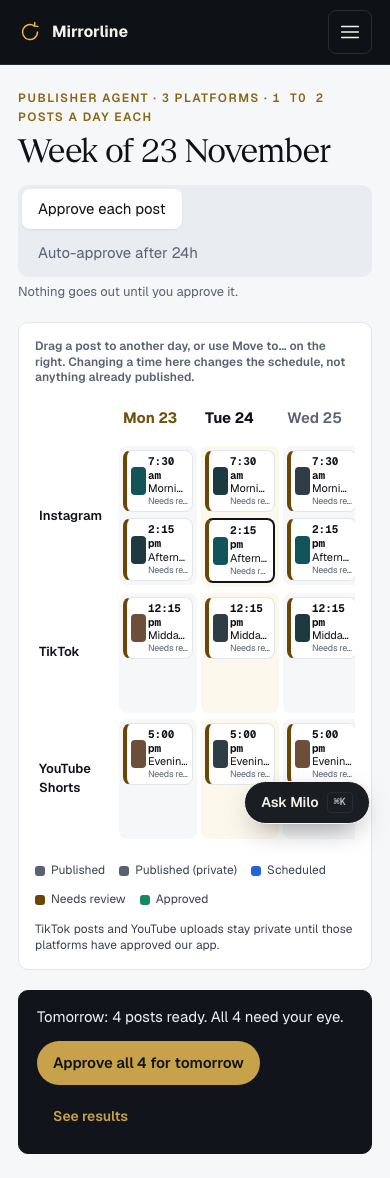 Mirrorline
PUBLISHER AGENT · 3 PLATFORMS · 1 TO 2
POSTS A DAY EACH
Week of 23 November
Approve each post
Auto-approve after 24h
Nothing goes out until you approve it.
Drag a post to another day, or use Move to… on the
right. Changing a time here changes the schedule, not
anything already published.
Mon 23 Tue 24 Wed 25
Instagram
7:30 am Morni… Needs re…
7:30 am Morni… Needs re…
7:30 am Morni… Needs re…
2:15 pm Aftern… Needs re…
2:15 pm Aftern… Needs re…
2:15 pm Aftern… Needs re…
TikTok
12:15 pm Midda… Needs re…
12:15 pm Midda… Needs re…
12:15 pm Midda… Needs re…
YouTube
Shorts
5:00 pm Evenin… Needs re…
5:00 pm Evenin… Needs re…
5:00 pm Evenin… Needs re…
Ask Milo ⌘K
Published Published (private) Scheduled
Needs review Approved
TikTok posts and YouTube uploads stay private until those
platforms have approved our app.
Tomorrow: 4 posts ready. All 4 need your eye.
Approve all 4 for tomorrow
See results